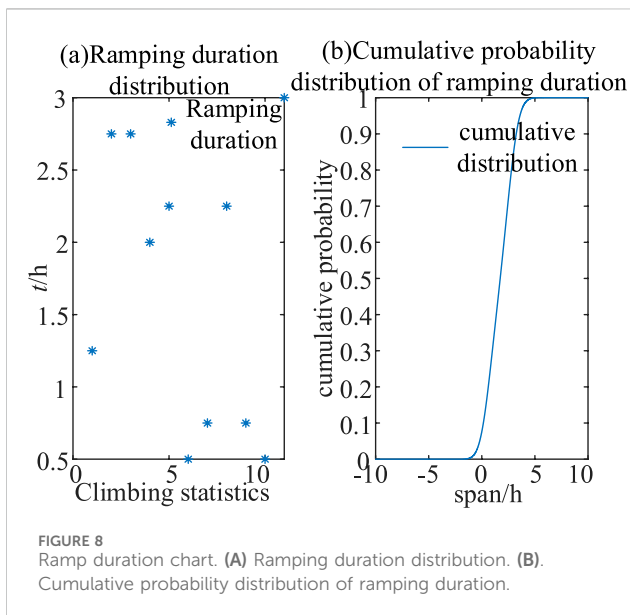 (a)Ramping duration
distribution
3
Ramping
duration
2.5
2
1.5
1
0.5
t/h
0
5
10
Climbing statistics
(b)Cumulative probability
distribution of ramping duration
1
0.9
cumulative
distribution
0.8
0.7
0.6
0.5
0.4
0.3
0.2
0.1
0
cumulative probability
-10
-5
0
5
10
span/h
FIGURE 8
Ramp duration chart. (A) Ramping duration distribution. (B).
Cumulative probability distribution of ramping duration.